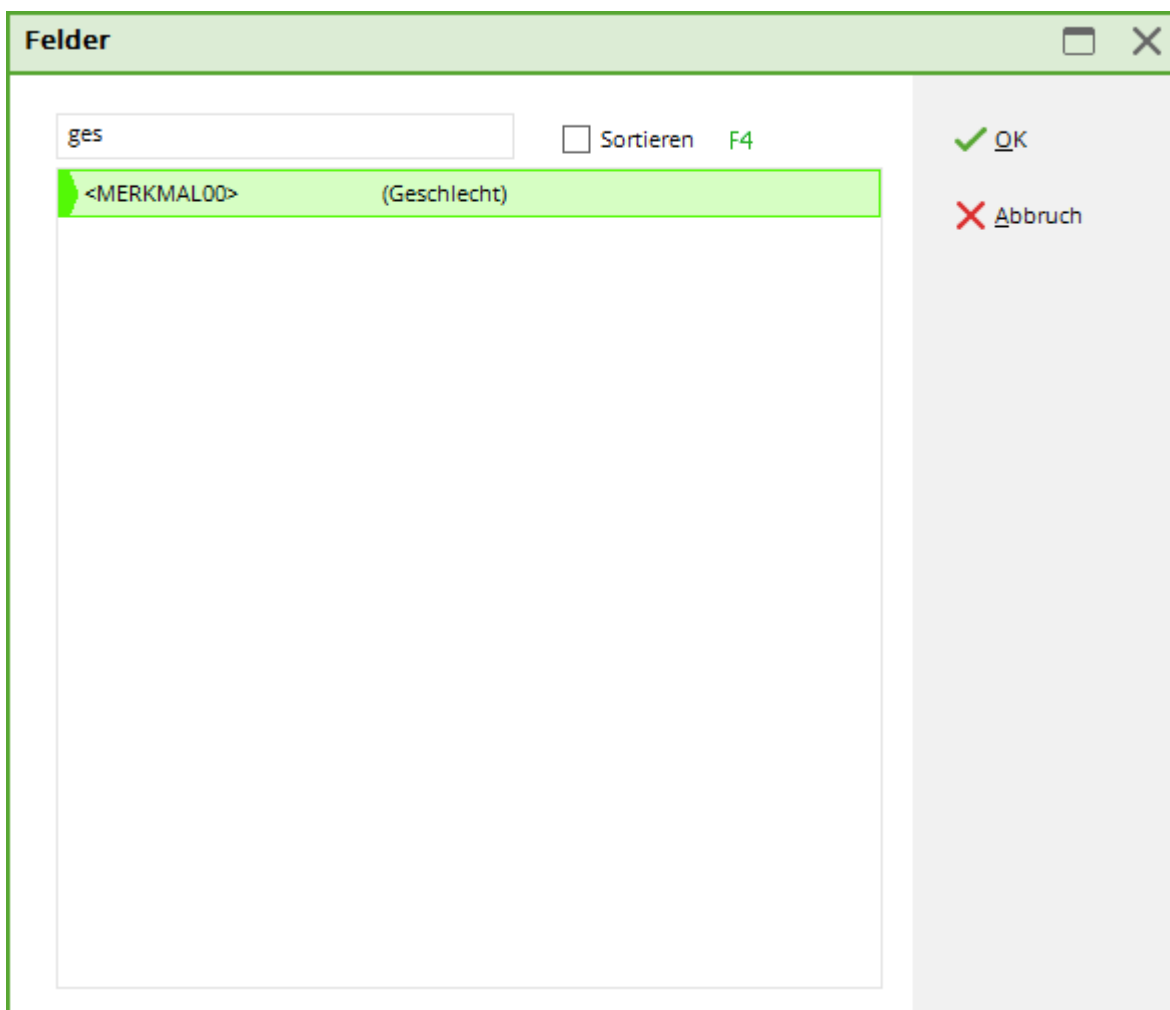 Felder
ges
Sortieren F4
<MERKMAL00> (Geschlecht)
OK
Abbruch